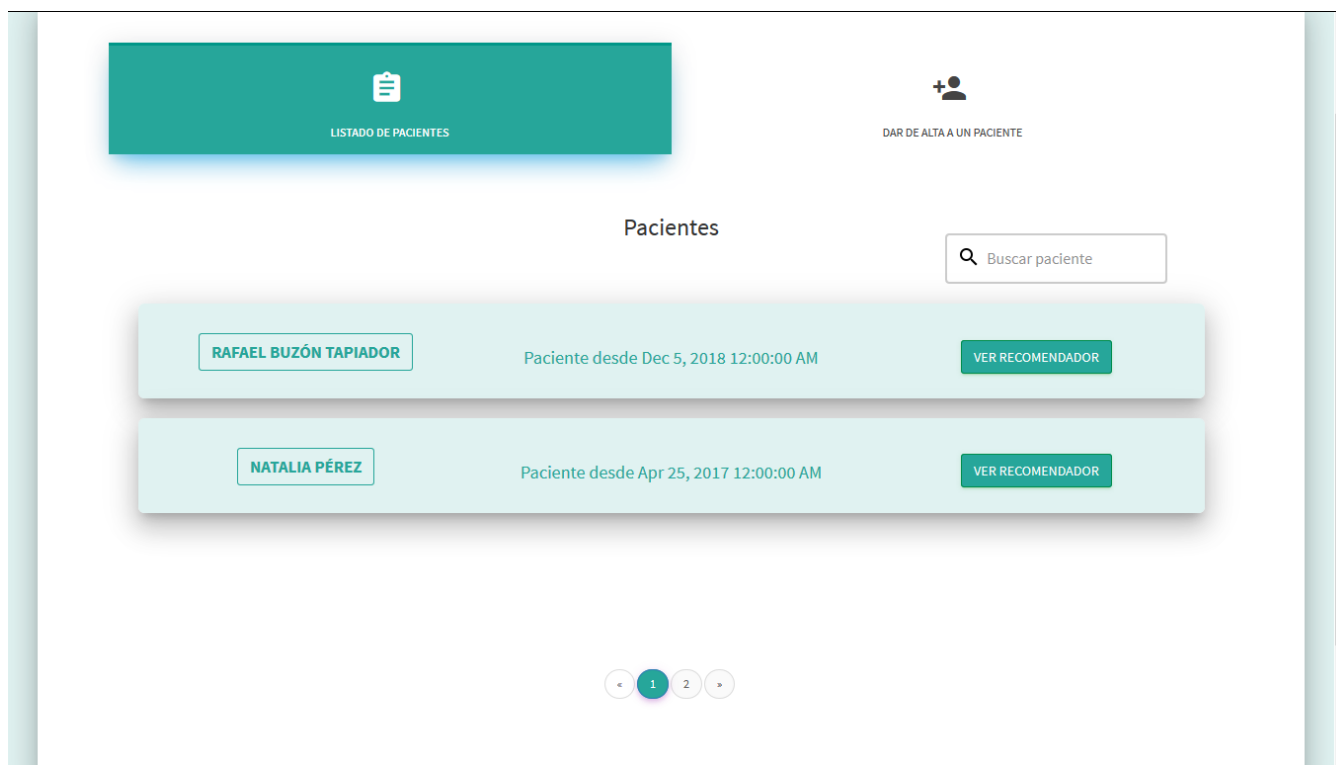 LISTADO DE PACIENTES
DAR DE ALTA A UN PACIENTE
Pacientes
Buscar paciente
RAFAEL BUZÓN TAPIADOR
Paciente desde Dec 5, 2018 12:00:00 AM
VER RECOMENDADOR
NATALIA PÉREZ
Paciente desde Apr 25, 2017 12:00:00 AM
VER RECOMENDADOR
« 1 2 »